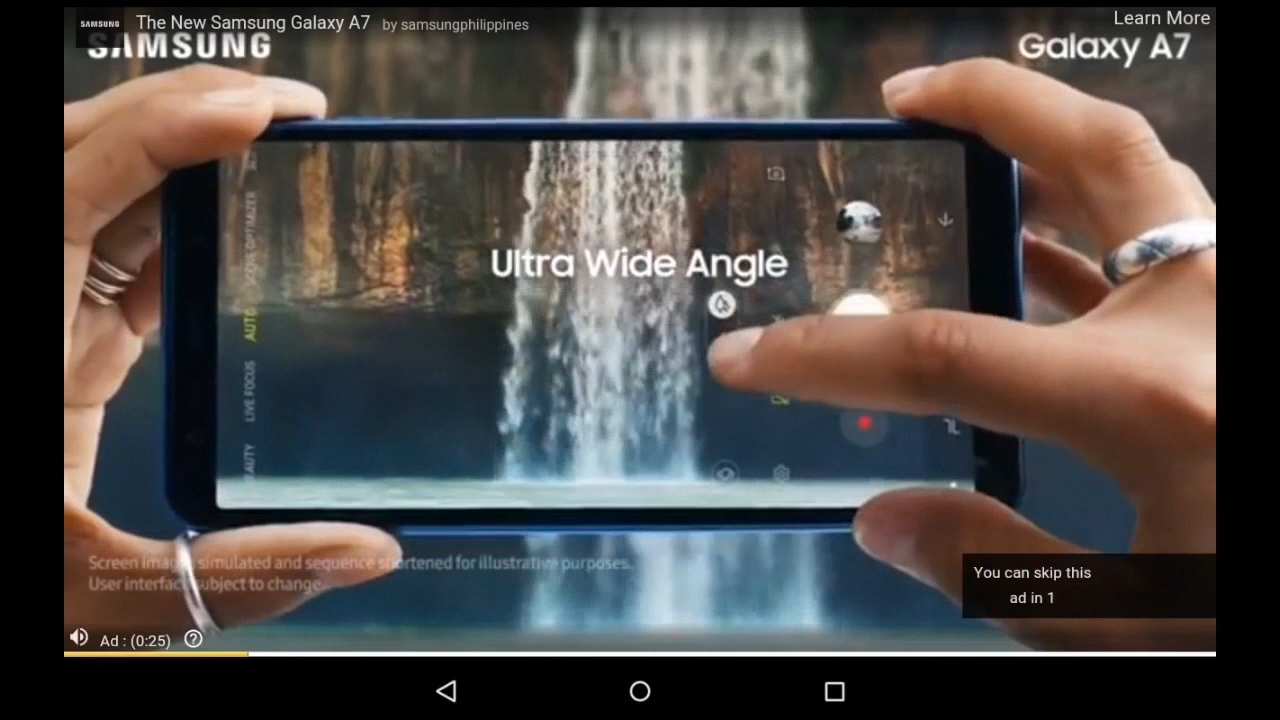 SAMSUNG
The New Samsung Galaxy A7 by samsungphilippines
Learn More
SAMSUNG
Galaxy A7
SCENE OPTIMIZER
AUTO
LIVE FOCUS
Ultra Wide Angle
Screen image simulated and sequence shortened for illustrative purposes.
User interface subject to change.
You can skip this
ad in 1
Ad : (0:25)